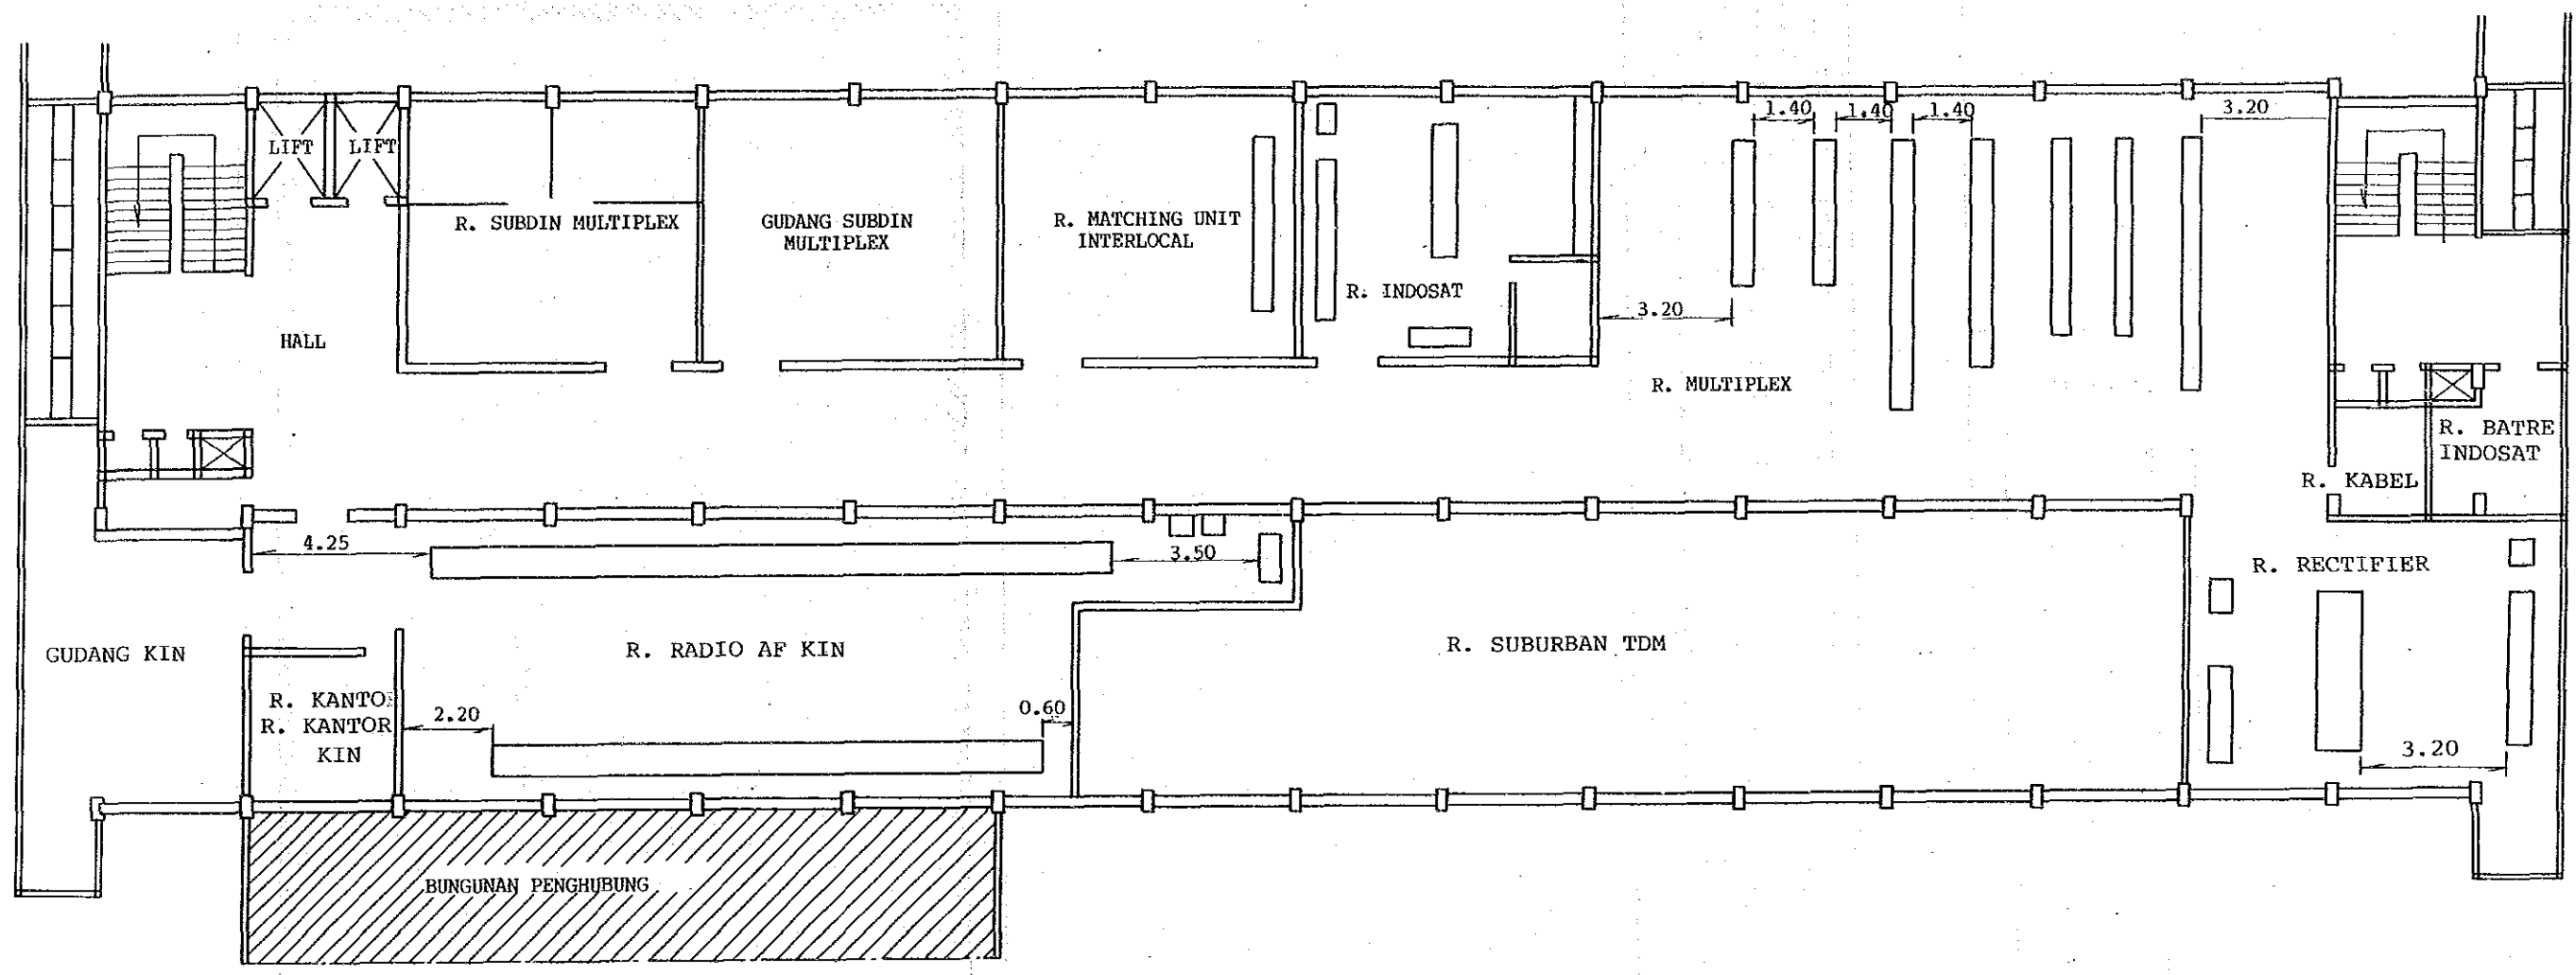 1.40
1.40
1.40
3.20
LIFT
LIFT
R. SUBDIN MULTIPLEX
GUDANG SUBDIN
MULTIPLEX
R. MATCHING UNIT
INTERLOCAL
R. INDOSAT
3.20
HALL
R. MULTIPLEX
R. BATRE
INDOSAT
R. KABEL
4.25
3.50
R. RECTIFIER
GUDANG KIN
R. RADIO AF KIN
R. SUBURBAN TDM
R. KANTO
R. KANTOR
KIN
2.20
0.60
3.20
BUNGUNAN PENGHUBUNG